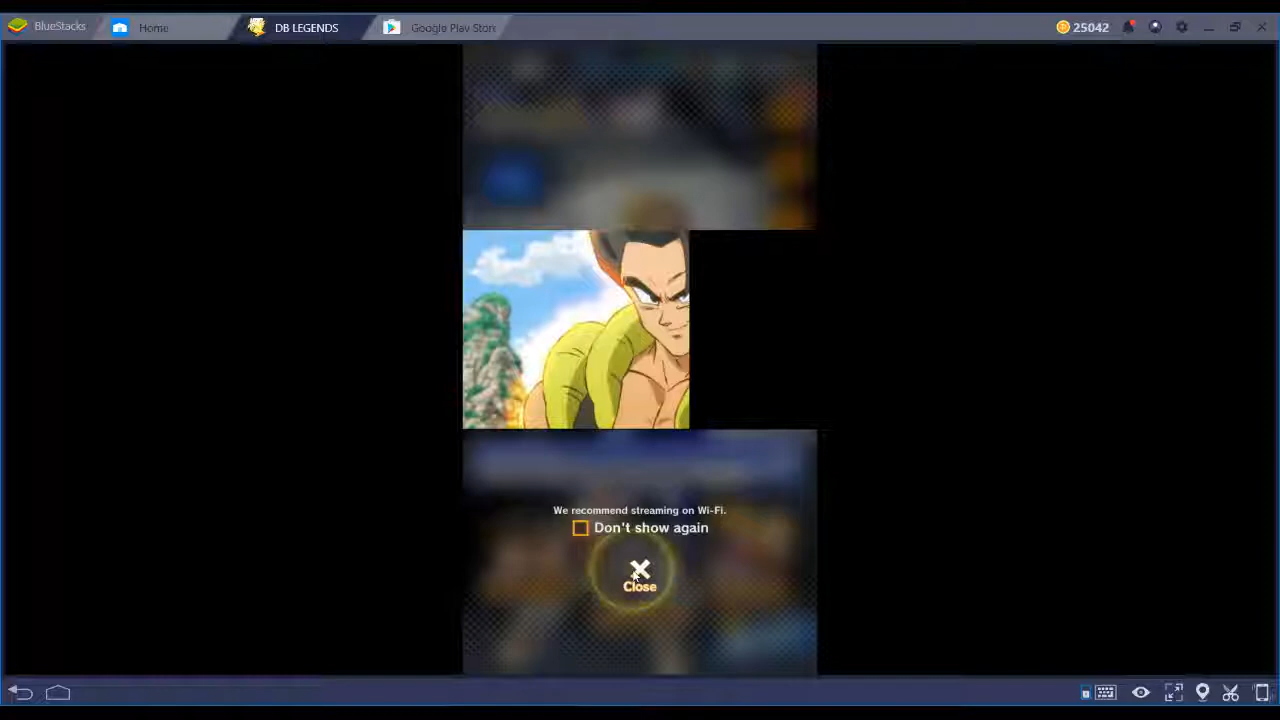 BlueStacks
Home
DB LEGENDS
Google Play Store
25042
We recommend streaming on Wi-Fi.
Don't show again
Close